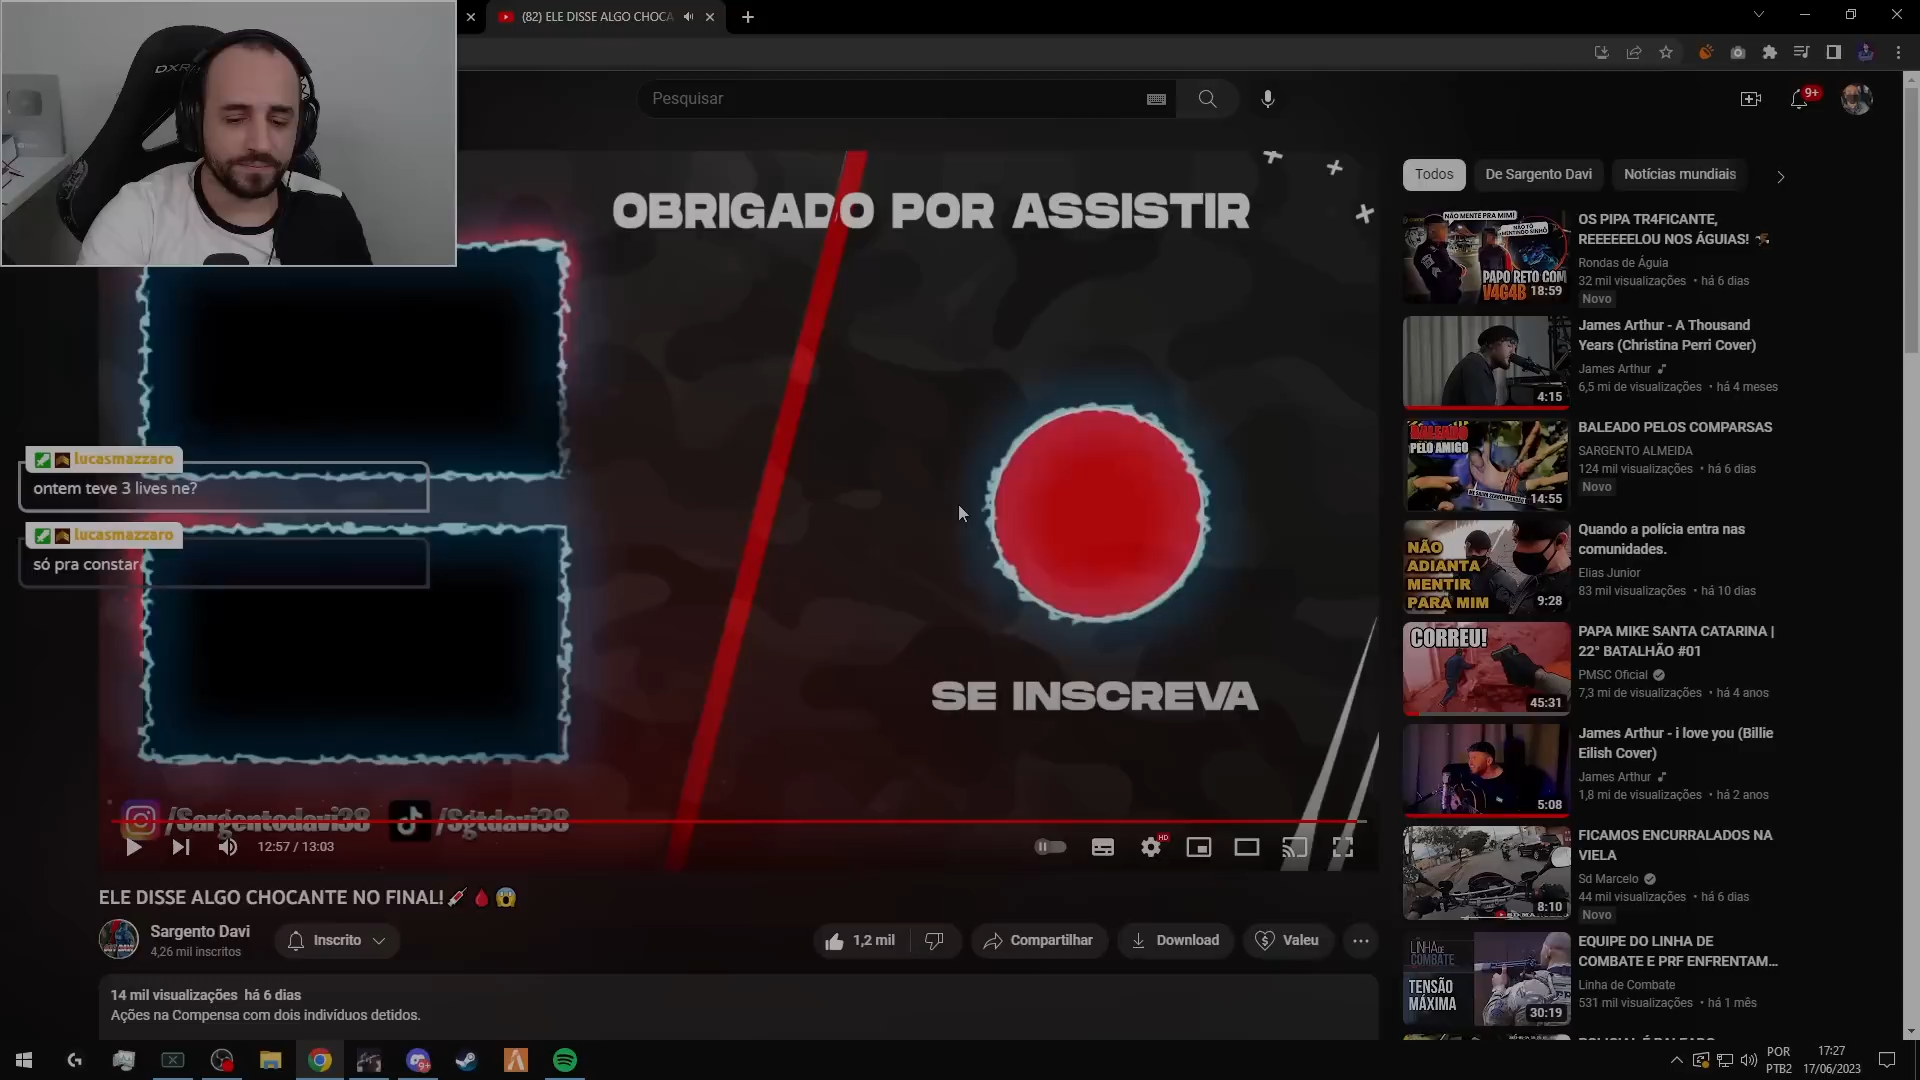 (82) ELE DISSE ALGO CHOCA
DXR
Pesquisar
9+
OBRIGADO POR ASSISTIR
SE INSCREVA
lucasmazzaro
ontem teve 3 lives ne?
lucasmazzaro
só pra constar
/Sargentodavi38
/Sgtdavi38
12:57 / 13:03
HD
ELE DISSE ALGO CHOCANTE NO FINAL!
Sargento Davi
4,26 mil inscritos
Inscrito
1,2 mil
Compartilhar
Download
Valeu
14 mil visualizações há 6 dias
Ações na Compensa com dois indivíduos detidos.
Todos
De Sargento Davi
Notícias mundiais
NÃO MENTE PRA MIM!
PAPO RETO COM
V4G4B
18:59
OS PIPA TR4FICANTE,
REEEEEELOU NOS ÁGUIAS!
Rondas de Águia
32 mil visualizações • há 6 dias
Novo
4:15
James Arthur - A Thousand
Years (Christina Perri Cover)
James Arthur
6,5 mi de visualizações • há 4 meses
BALEADO
PELO AMIGO
14:55
BALEADO PELOS COMPARSAS
SARGENTO ALMEIDA
124 mil visualizações • há 6 dias
Novo
NÃO
ADIANTA
MENTIR
PARA MIM
9:28
Quando a polícia entra nas
comunidades.
Elias Junior
83 mil visualizações • há 10 dias
CORREU!
45:31
PAPA MIKE SANTA CATARINA |
22° BATALHÃO #01
PMSC Oficial
7,3 mi de visualizações • há 4 anos
5:08
James Arthur - i love you (Billie
Eilish Cover)
James Arthur
1,8 mi de visualizações • há 2 anos
8:10
FICAMOS ENCURRALADOS NA
VIELA
Sd Marcelo
44 mil visualizações • há 6 dias
Novo
LINHA DE
COMBATE
TENSÃO
MÁXIMA
30:19
EQUIPE DO LINHA DE
COMBATE E PRF ENFRENTAM...
Linha de Combate
531 mil visualizações • há 1 mês
9+
POR
PTB2
17:27
17/06/2023